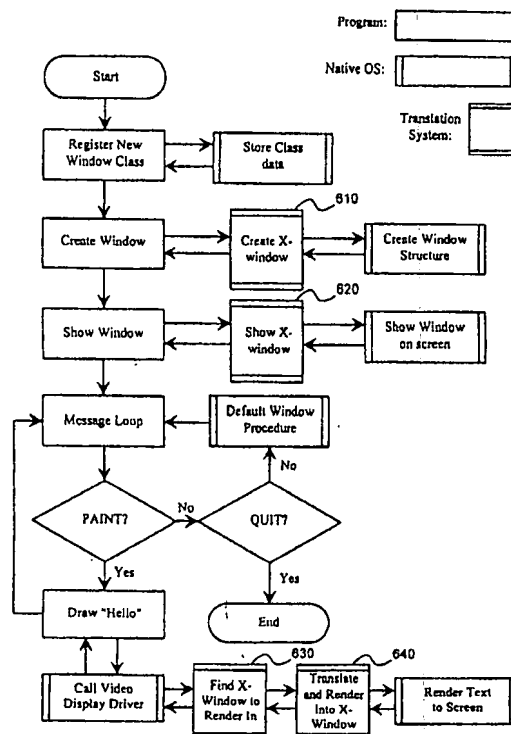 Program:
Native OS:
Translation
System:
Start
Register New
Window Class
Store Class
data
610
Create Window
Create X-
window
Create Window
Structure
620
Show Window
Show X-
window
Show Window
on screen
Message Loop
Default Window
Procedure
No
PAINT?
No
QUIT?
Yes
Yes
Draw "Hello"
End
630
640
Call Video
Display Driver
Find X-
Window to
Render In
Translate
and Render
Into X-
Window
Render Text
to Screen